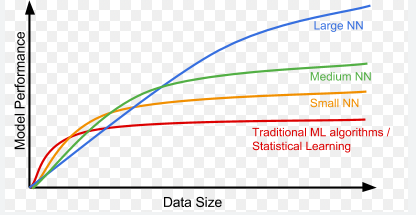 Large NN
Medium NN
Small NN
Traditional ML algorithms /
Statistical Learning
Model Performance
Data Size